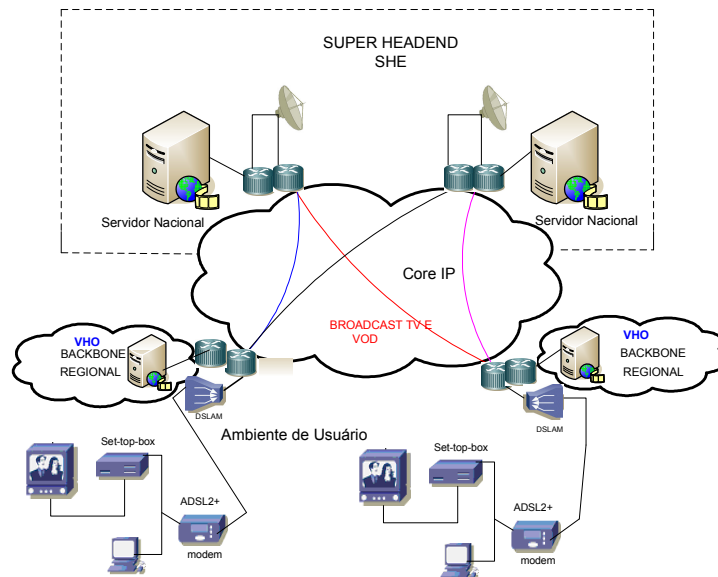 SUPER HEADEND
SHE
Servidor Nacional
Servidor Nacional
Core IP
BROADCAST TV E
VOD
VHO
BACKBONE
REGIONAL
VHO
BACKBONE
REGIONAL
DSLAM
DSLAM
Ambiente de Usuário
Set-top-box
ADSL2+
modem
Set-top-box
ADSL2+
modem